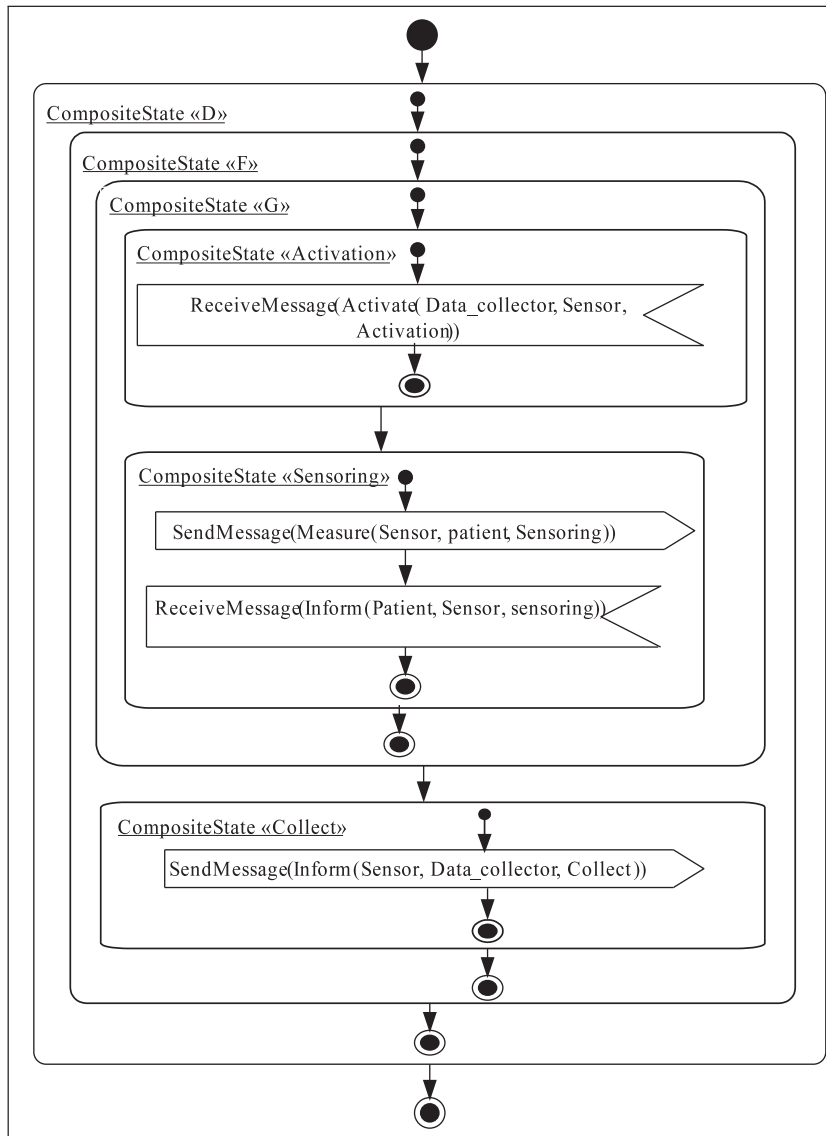 CompositeState «D»
CompositeState «F»
CompositeState «G»
CompositeState «Activation»
ReceiveMessage(Activate( Data_collector, Sensor,
Activation))
CompositeState «Sensoring»
SendMessage(Measure(Sensor, patient, Sensoring))
ReceiveMessage(Inform(Patient, Sensor, sensoring))
CompositeState «Collect»
SendMessage(Inform(Sensor, Data_collector, Collect))